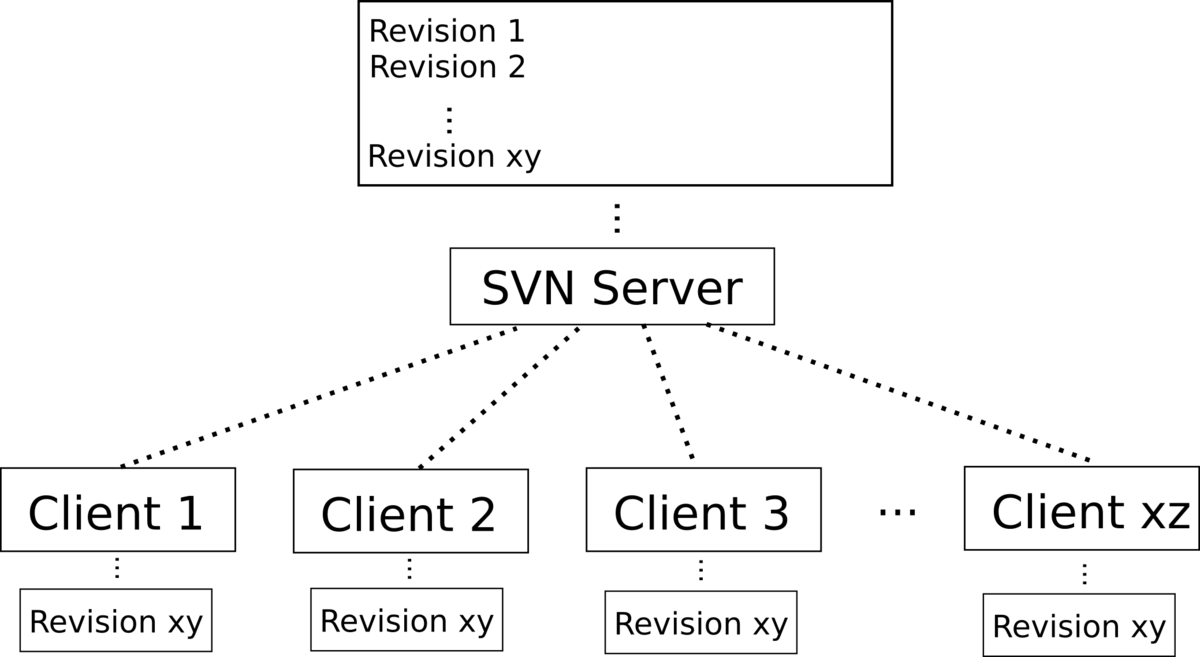 Revision 1
Revision 2
⋮
Revision xy
⋮
SVN Server
Client 1
Client 2
Client 3
...
Client xz
Revision xy
Revision xy
Revision xy
Revision xy